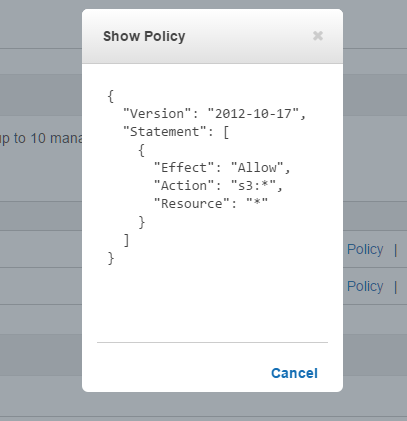 Show Policy ×
{
"Version": "2012-10-17",
"Statement": [
{
"Effect": "Allow",
"Action": "s3:*",
"Resource": "*"
}
]
}
Cancel
up to 10 mana
Policy |
Policy |